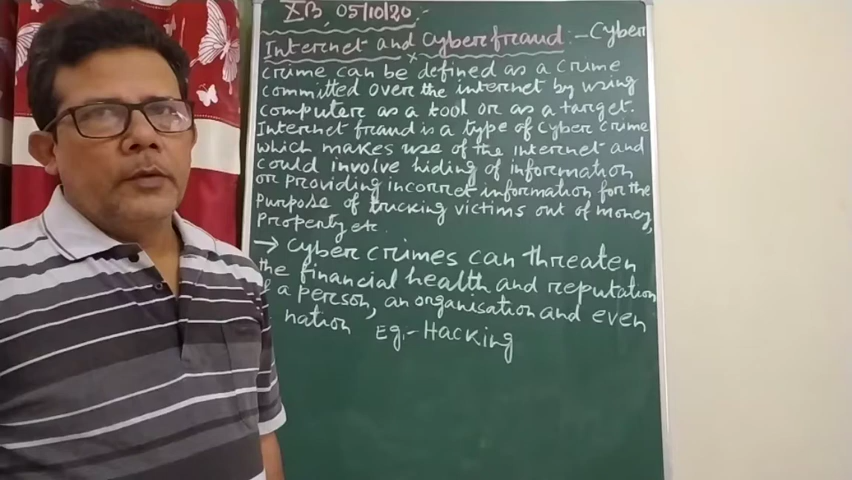 XB, 05/10/20:-
Internet and Cyberfraud:- Cyber
crime can be defined as a crime
committed over the internet by using
computers as a tool or as a target.
Internet fraud is a type of cyber crime
which makes use of the internet and
could involve hiding of information
or providing incorrect information for the
purpose of trucking victims out of money,
property etc.
→ Cyber crimes can threaten
the financial health and reputation
of a person, an organisation and even
nation Eg:- Hacking